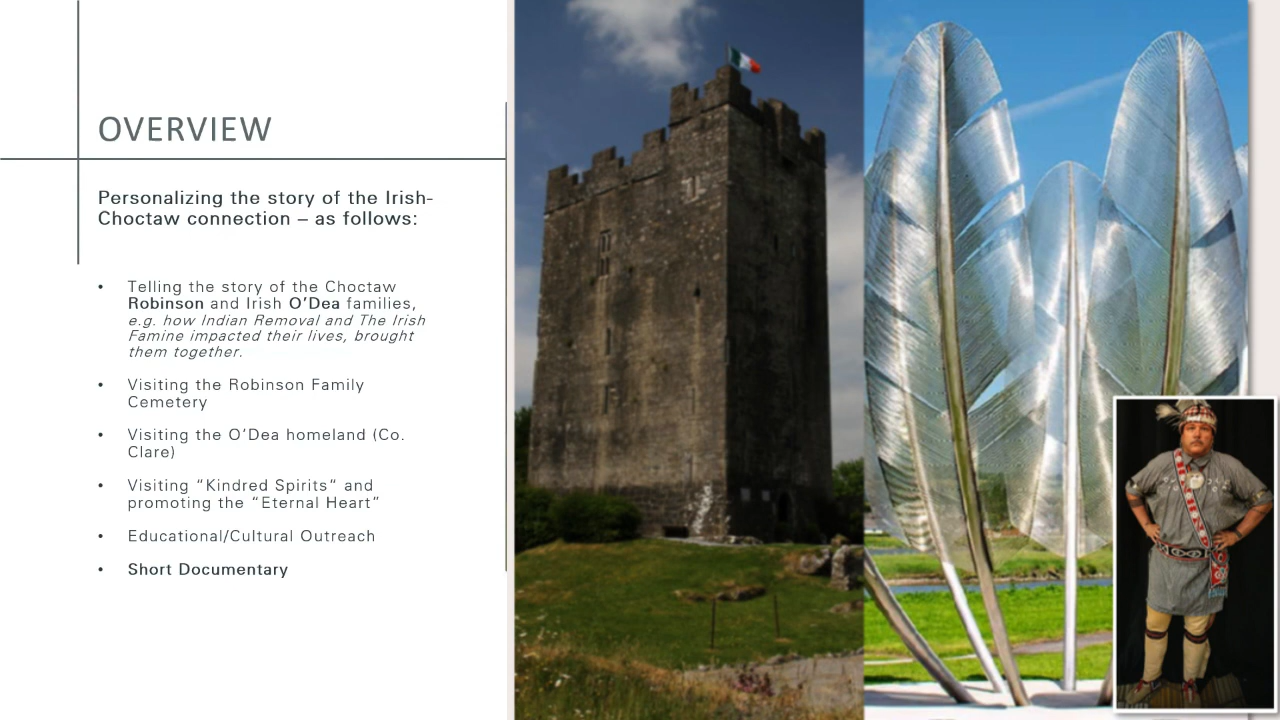 OVERVIEW
Personalizing the story of the Irish-
Choctaw connection – as follows:
• Telling the story of the Choctaw
Robinson and Irish O’Dea families,
e.g. how Indian Removal and The Irish
Famine impacted their lives, brought
them together.
• Visiting the Robinson Family
Cemetery
• Visiting the O’Dea homeland (Co.
Clare)
• Visiting “Kindred Spirits” and
promoting the “Eternal Heart”
• Educational/Cultural Outreach
• Short Documentary